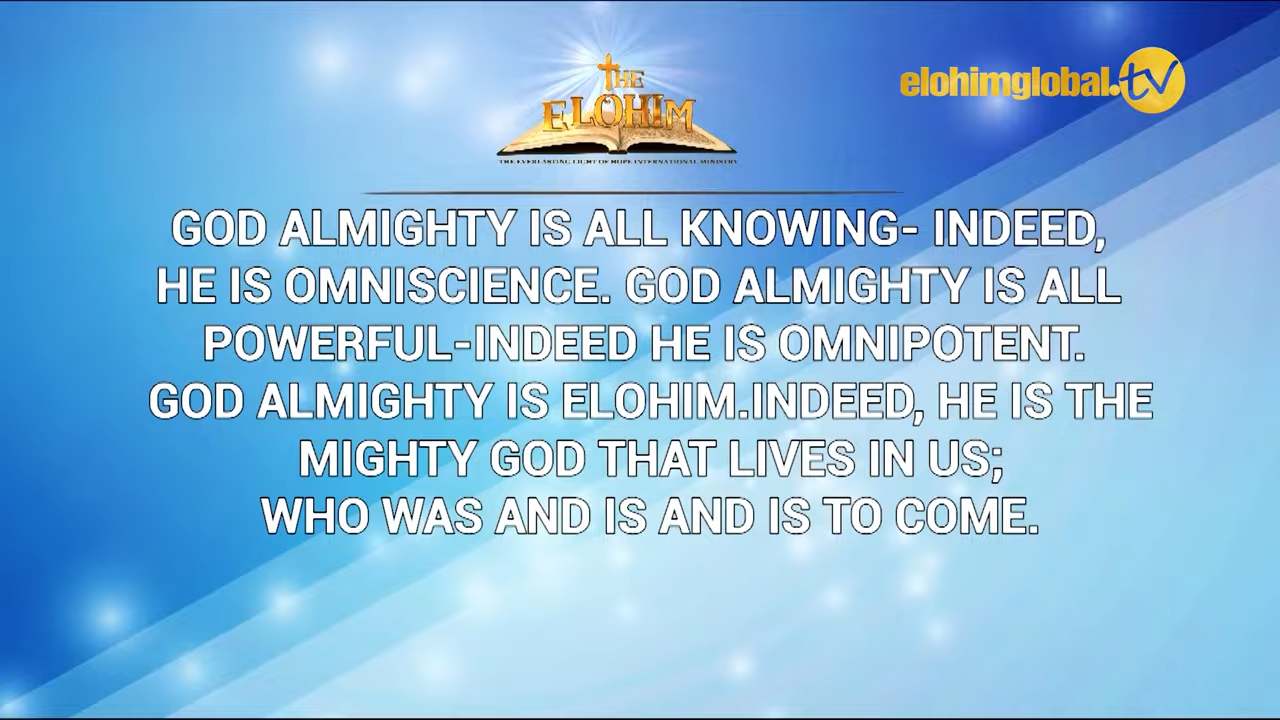 THE
ELOHIM
THE EVERLASTING LIGHT OF HOPE INTERNATIONAL MINISTRY
elohimglobal.tv
GOD ALMIGHTY IS ALL KNOWING- INDEED,
HE IS OMNISCIENCE. GOD ALMIGHTY IS ALL
POWERFUL-INDEED HE IS OMNIPOTENT.
GOD ALMIGHTY IS ELOHIM.INDEED, HE IS THE
MIGHTY GOD THAT LIVES IN US;
WHO WAS AND IS AND IS TO COME.